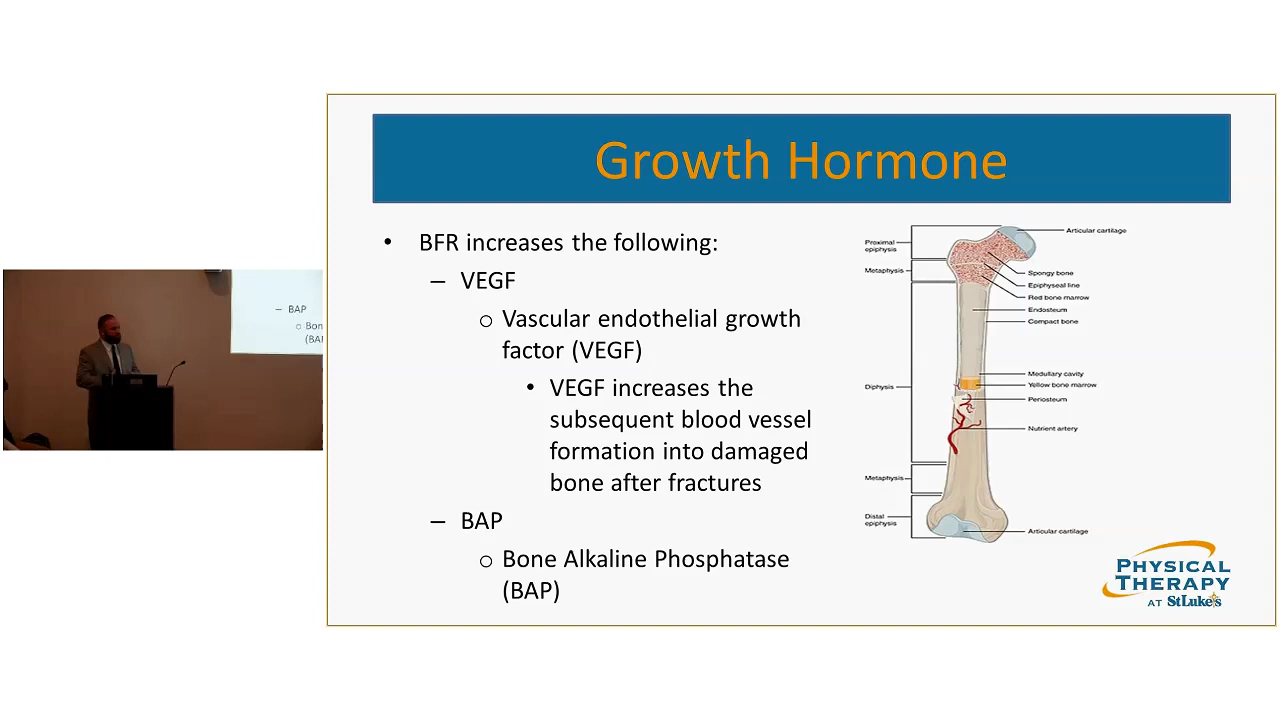 Growth Hormone
• BFR increases the following:
– VEGF
o Vascular endothelial growth
factor (VEGF)
• VEGF increases the
subsequent blood vessel
formation into damaged
bone after fractures
– BAP
o Bone Alkaline Phosphatase
(BAP)
Proximal
epiphysis
Metaphysis
Diphysis
Metaphysis
Distal
epiphysis
Articular cartilage
Spongy bone
Epiphyseal line
Red bone marrow
Endosteum
Compact bone
Medullary cavity
Yellow bone marrow
Periosteum
Nutrient artery
Articular cartilage
PHYSICAL
THERAPY
AT StLuke's
– BAP
o Bon
(BAP